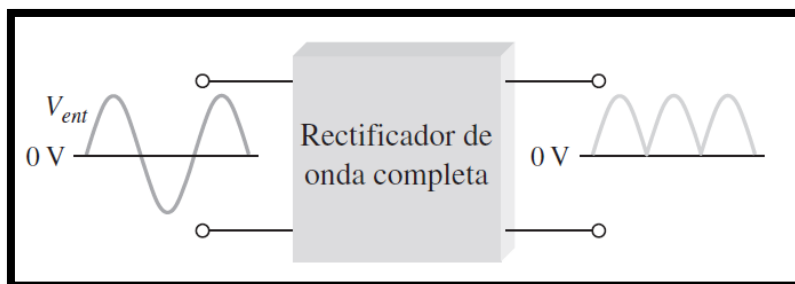 V_ent
0 V
Rectificador de
onda completa
0 V